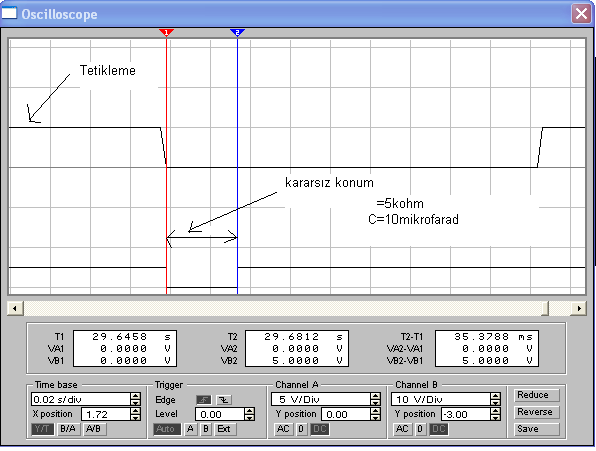 Oscilloscope
1
2
Tetikleme
kararsız konum
=5kohm
C=10mikrofarad
T1 29.6458 s
VA1 0.0000 V
VB1 0.0000 V
T2 29.6812 s
VA2 0.0000 V
VB2 5.0000 V
T2-T1 35.3788 ms
VA2-VA1 0.0000 V
VB2-VB1 5.0000 V
Time base
0.02 s/div
X position 1.72
Y/T B/A A/B
Trigger
Edge
Level 0.00
Auto A B Ext
Channel A
5 V/Div
Y position 0.00
AC 0 DC
Channel B
10 V/Div
Y position -3.00
AC 0 DC
Reduce
Reverse
Save